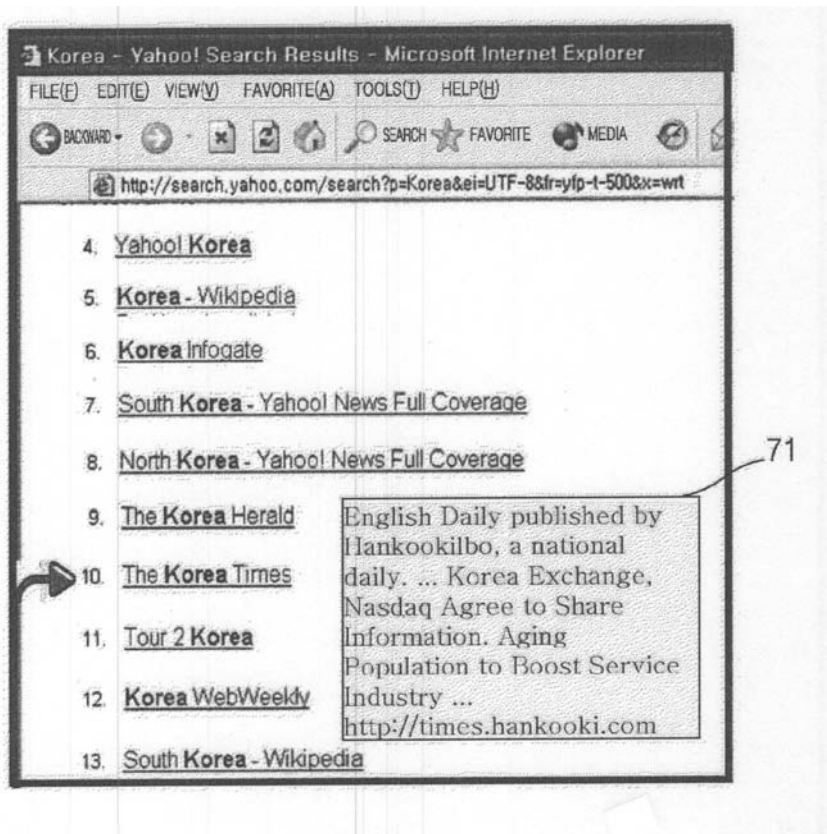 Korea - Yahoo! Search Results - Microsoft Internet Explorer
FILE(F) EDIT(E) VIEW(V) FAVORITE(A) TOOLS(T) HELP(H)
BACKWARD SEARCH FAVORITE MEDIA
http://search.yahoo.com/search?p=Korea&ei=UTF-8&fr=yfp-t-500&x=wrt
4. Yahoo! Korea
5. Korea - Wikipedia
6. Korea Infogate
7. South Korea - Yahoo! News Full Coverage
8. North Korea - Yahoo! News Full Coverage
71
9. The Korea Herald
10. The Korea Times
11. Tour 2 Korea
12. Korea WebWeekly
13. South Korea - Wikipedia
English Daily published by
Hankookilbo, a national
daily. ... Korea Exchange,
Nasdaq Agree to Share
Information. Aging
Population to Boost Service
Industry ...
http://times.hankooki.com